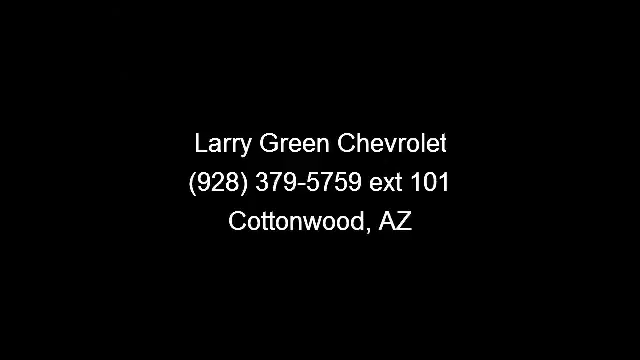 Larry Green Chevrolet
(928) 379-5759 ext 101
Cottonwood, AZ